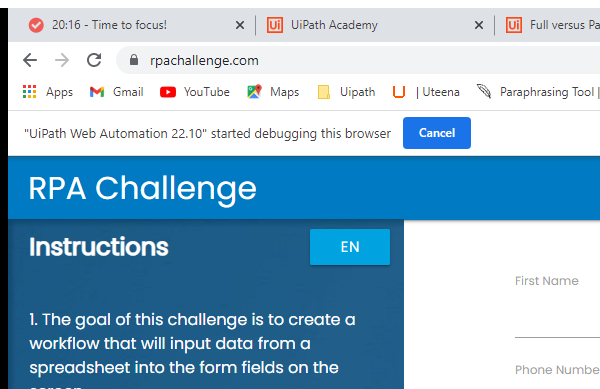 20:16 - Time to focus!
Ui UiPath Academy
Ui Full versus Pa
rpachallenge.com
Apps Gmail YouTube Maps Uipath U | Uteena Paraphrasing Tool |
"UiPath Web Automation 22.10" started debugging this browser Cancel
RPA Challenge
Instructions
EN
First Name
1. The goal of this challenge is to create a
workflow that will input data from a
spreadsheet into the form fields on the
screen.
Phone Numbe